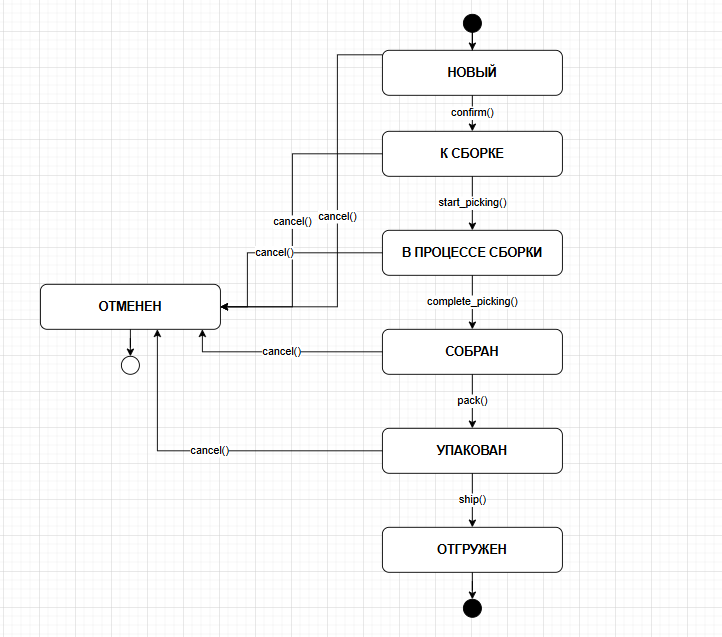 НОВЫЙ
confirm()
К СБОРКЕ
start_picking()
cancel()
cancel()
cancel()
В ПРОЦЕССЕ СБОРКИ
complete_picking()
ОТМЕНЕН
СОБРАН
cancel()
pack()
УПАКОВАН
cancel()
ship()
ОТГРУЖЕН